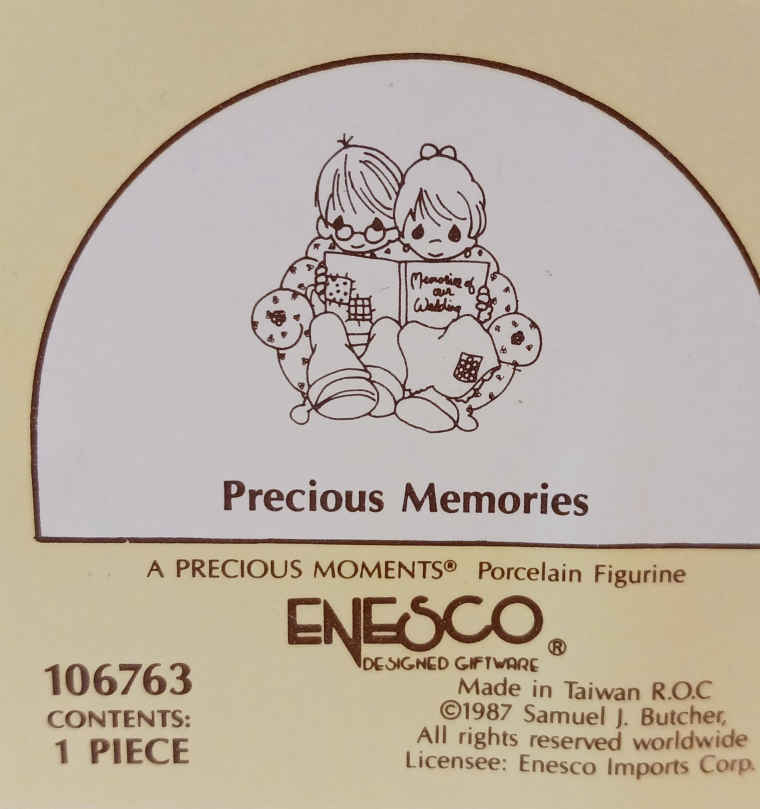 Memories of
our
Wedding
Precious Memories
A PRECIOUS MOMENTS® Porcelain Figurine
ENESCO®
DESIGNED GIFTWARE
106763
CONTENTS:
1 PIECE
Made in Taiwan R.O.C
©1987 Samuel J. Butcher,
All rights reserved worldwide
Licensee: Enesco Imports Corp.